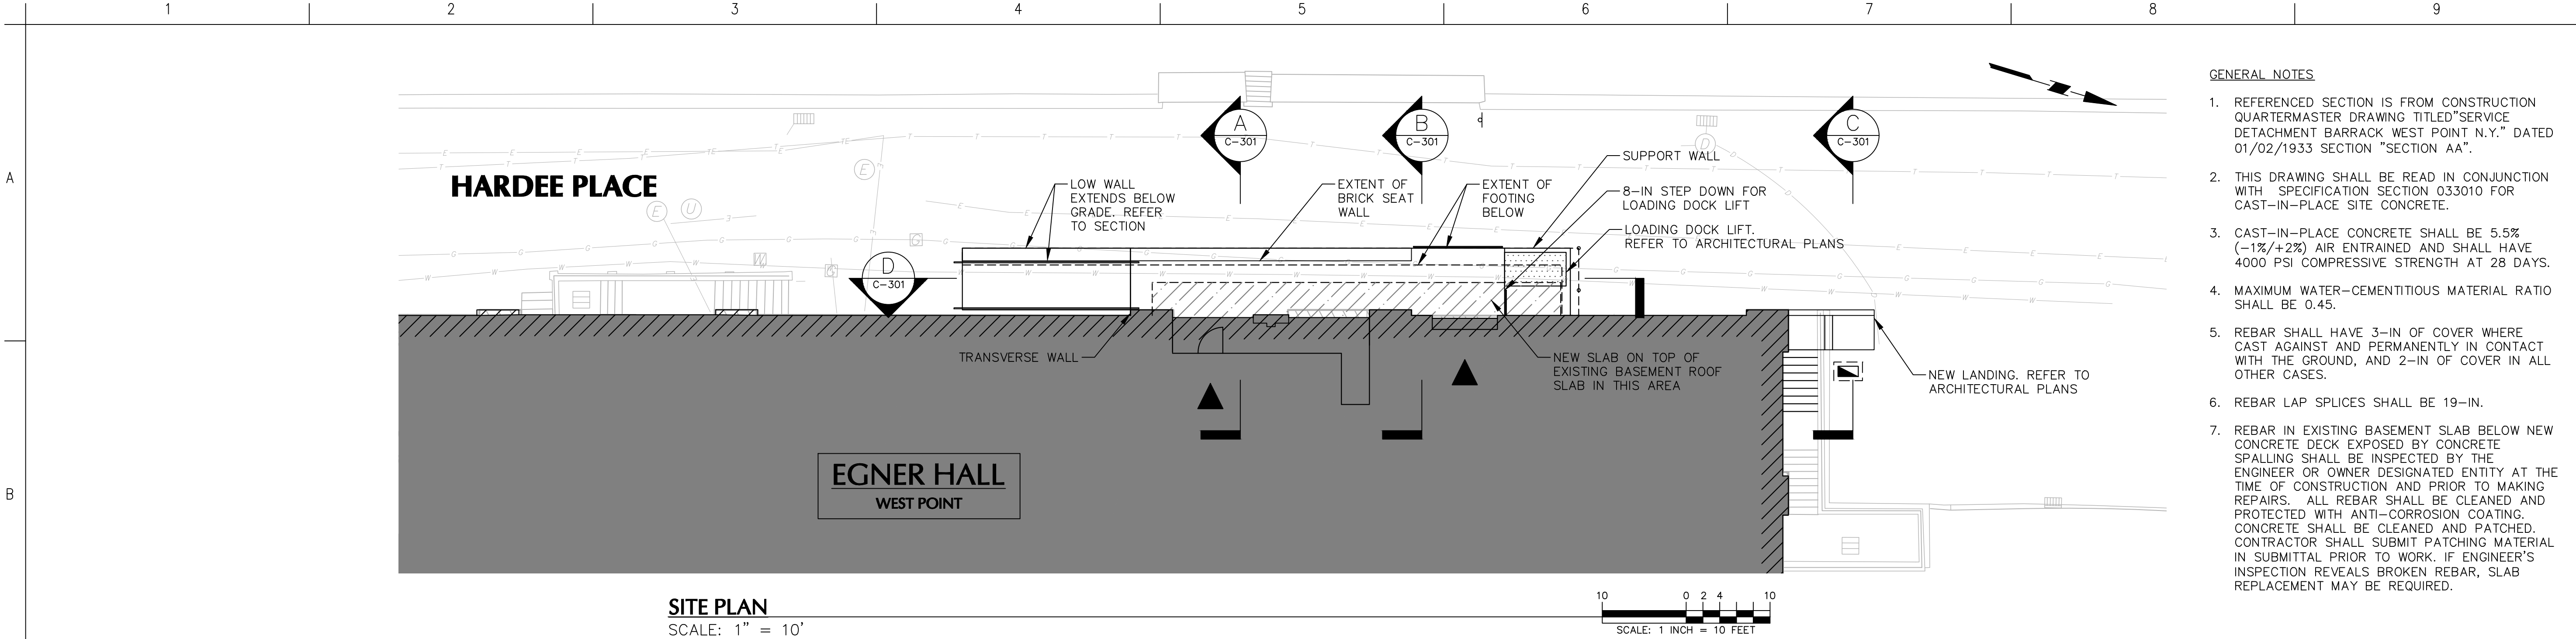 1 2 3 4 5 6 7 8 9
A
B
HARDEE PLACE
A
C-301
B
C-301
C
C-301
D
C-301
LOW WALL
EXTENDS BELOW
GRADE. REFER
TO SECTION
EXTENT OF
BRICK SEAT
WALL
EXTENT OF
FOOTING
BELOW
SUPPORT WALL
8-IN STEP DOWN FOR
LOADING DOCK LIFT
LOADING DOCK LIFT.
REFER TO ARCHITECTURAL PLANS
TRANSVERSE WALL
NEW SLAB ON TOP OF
EXISTING BASEMENT ROOF
SLAB IN THIS AREA
NEW LANDING. REFER TO
ARCHITECTURAL PLANS
EGNER HALL
WEST POINT
SITE PLAN
SCALE: 1" = 10'
10 0 2 4 10
SCALE: 1 INCH = 10 FEET
GENERAL NOTES
1. REFERENCED SECTION IS FROM CONSTRUCTION
QUARTERMASTER DRAWING TITLED"SERVICE
DETACHMENT BARRACK WEST POINT N.Y." DATED
01/02/1933 SECTION "SECTION AA".
2. THIS DRAWING SHALL BE READ IN CONJUNCTION
WITH SPECIFICATION SECTION 033010 FOR
CAST-IN-PLACE SITE CONCRETE.
3. CAST-IN-PLACE CONCRETE SHALL BE 5.5%
(-1%/+2%) AIR ENTRAINED AND SHALL HAVE
4000 PSI COMPRESSIVE STRENGTH AT 28 DAYS.
4. MAXIMUM WATER-CEMENTITIOUS MATERIAL RATIO
SHALL BE 0.45.
5. REBAR SHALL HAVE 3-IN OF COVER WHERE
CAST AGAINST AND PERMANENTLY IN CONTACT
WITH THE GROUND, AND 2-IN OF COVER IN ALL
OTHER CASES.
6. REBAR LAP SPLICES SHALL BE 19-IN.
7. REBAR IN EXISTING BASEMENT SLAB BELOW NEW
CONCRETE DECK EXPOSED BY CONCRETE
SPALLING SHALL BE INSPECTED BY THE
ENGINEER OR OWNER DESIGNATED ENTITY AT THE
TIME OF CONSTRUCTION AND PRIOR TO MAKING
REPAIRS. ALL REBAR SHALL BE CLEANED AND
PROTECTED WITH ANTI-CORROSION COATING.
CONCRETE SHALL BE CLEANED AND PATCHED.
CONTRACTOR SHALL SUBMIT PATCHING MATERIAL
IN SUBMITTAL PRIOR TO WORK. IF ENGINEER'S
INSPECTION REVEALS BROKEN REBAR, SLAB
REPLACEMENT MAY BE REQUIRED.